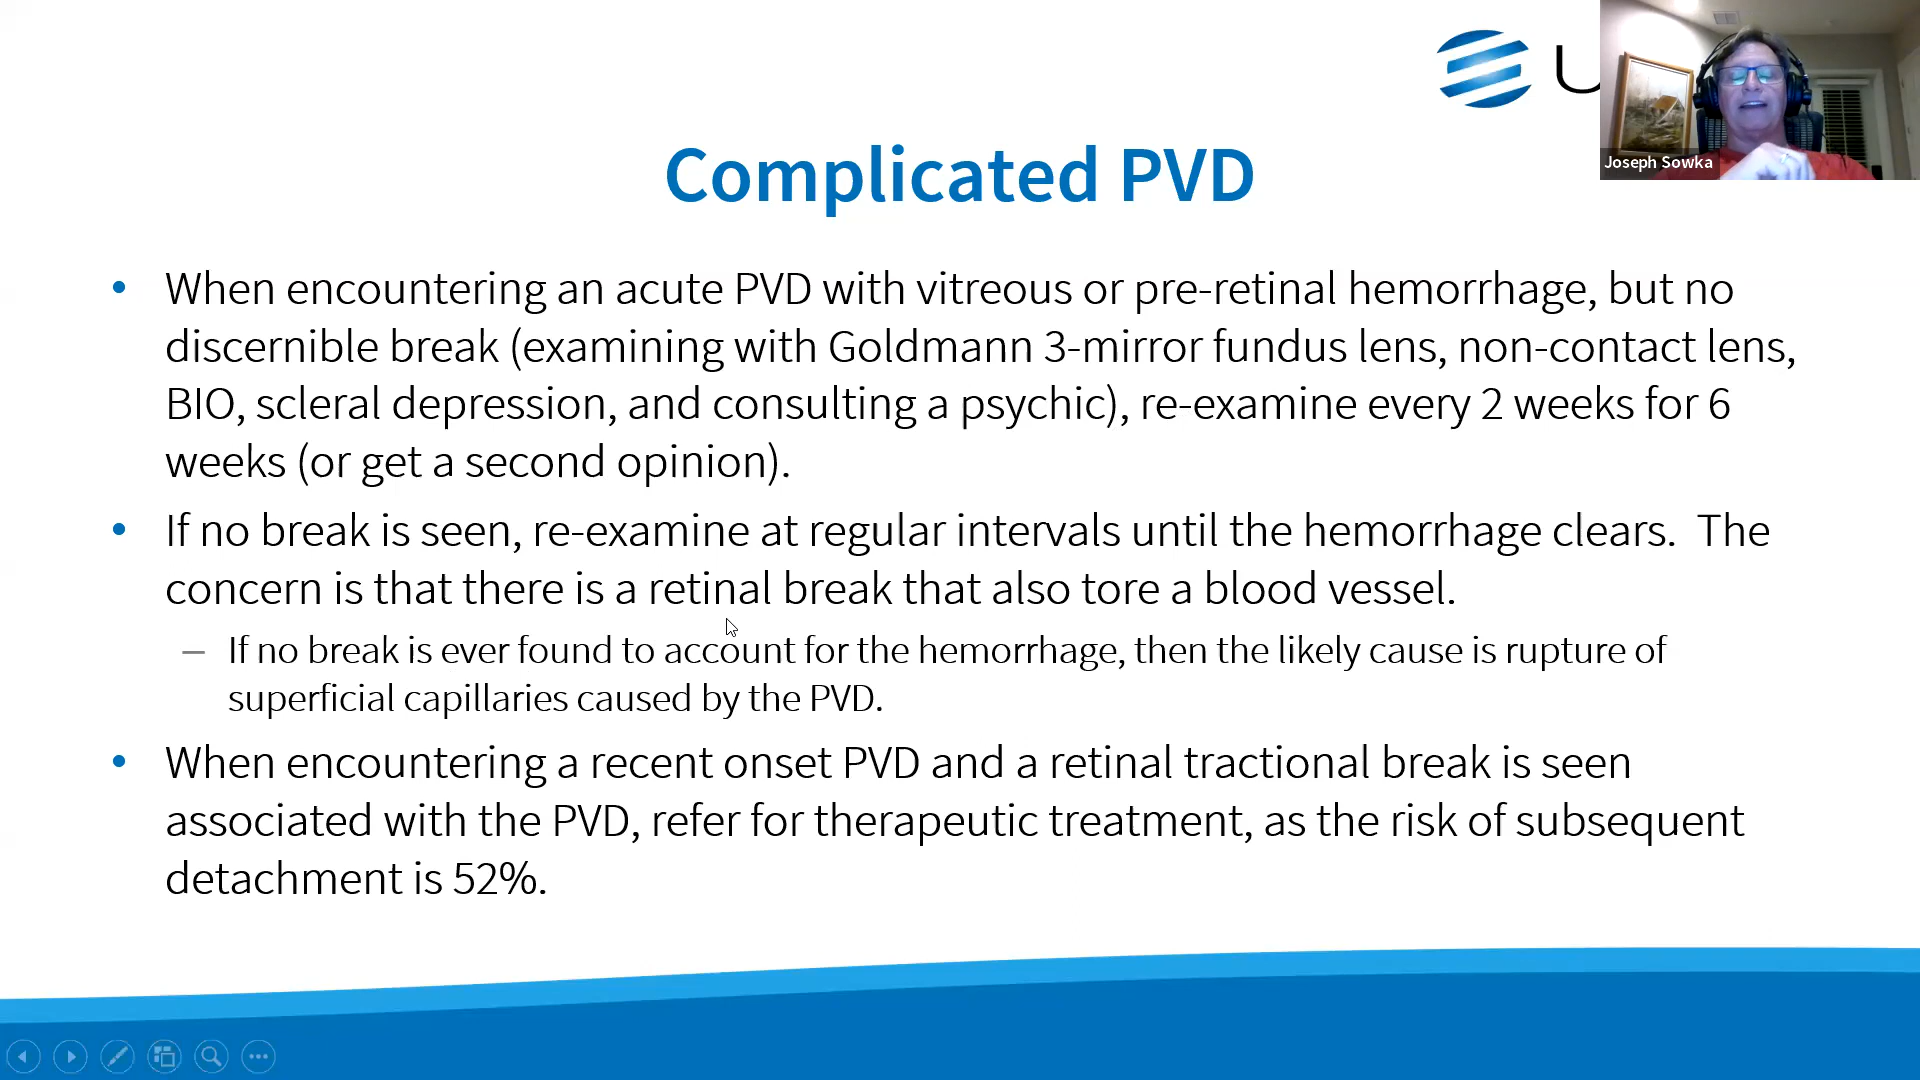 U
Joseph Sowka
Complicated PVD
• When encountering an acute PVD with vitreous or pre-retinal hemorrhage, but no
discernible break (examining with Goldmann 3-mirror fundus lens, non-contact lens,
BIO, scleral depression, and consulting a psychic), re-examine every 2 weeks for 6
weeks (or get a second opinion).
• If no break is seen, re-examine at regular intervals until the hemorrhage clears.  The
concern is that there is a retinal break that also tore a blood vessel.
– If no break is ever found to account for the hemorrhage, then the likely cause is rupture of
superficial capillaries caused by the PVD.
• When encountering a recent onset PVD and a retinal tractional break is seen
associated with the PVD, refer for therapeutic treatment, as the risk of subsequent
detachment is 52%.